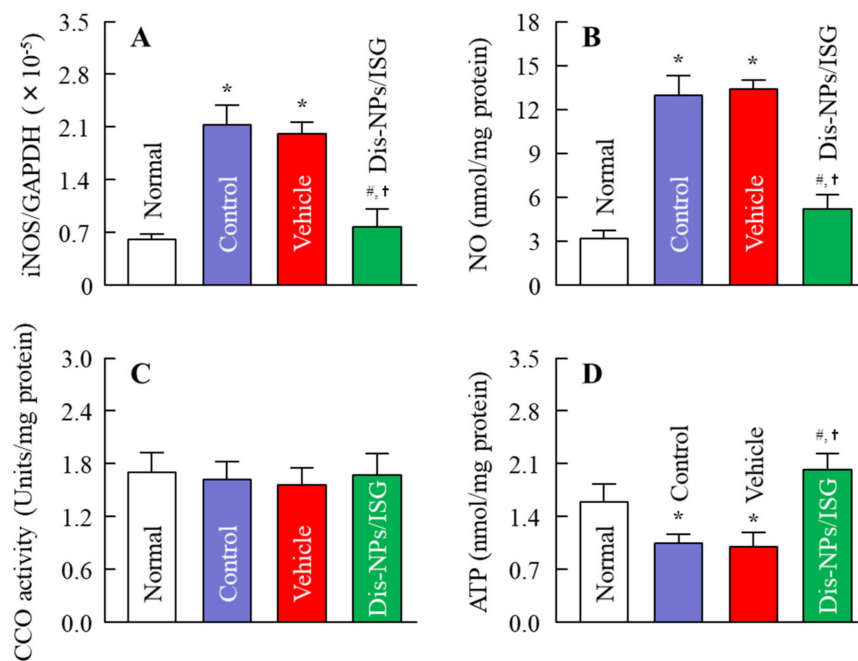 A
iNOS/GAPDH (×10⁻⁵)
3.5
2.8
2.1
1.4
0.7
0
Normal
*
Control
*
Vehicle
Dis-NPs/ISG
#, †
B
NO (nmol/mg protein)
18
15
12
9
6
3
0
Normal
*
Control
*
Vehicle
Dis-NPs/ISG
#, †
C
CCO activity (Units/mg protein)
3.0
2.4
1.8
1.2
0.6
0.0
Normal
Control
Vehicle
Dis-NPs/ISG
D
ATP (nmol/mg protein)
3.5
2.8
2.1
1.4
0.7
0.0
Normal
Control
*
Vehicle
*
#, †
Dis-NPs/ISG